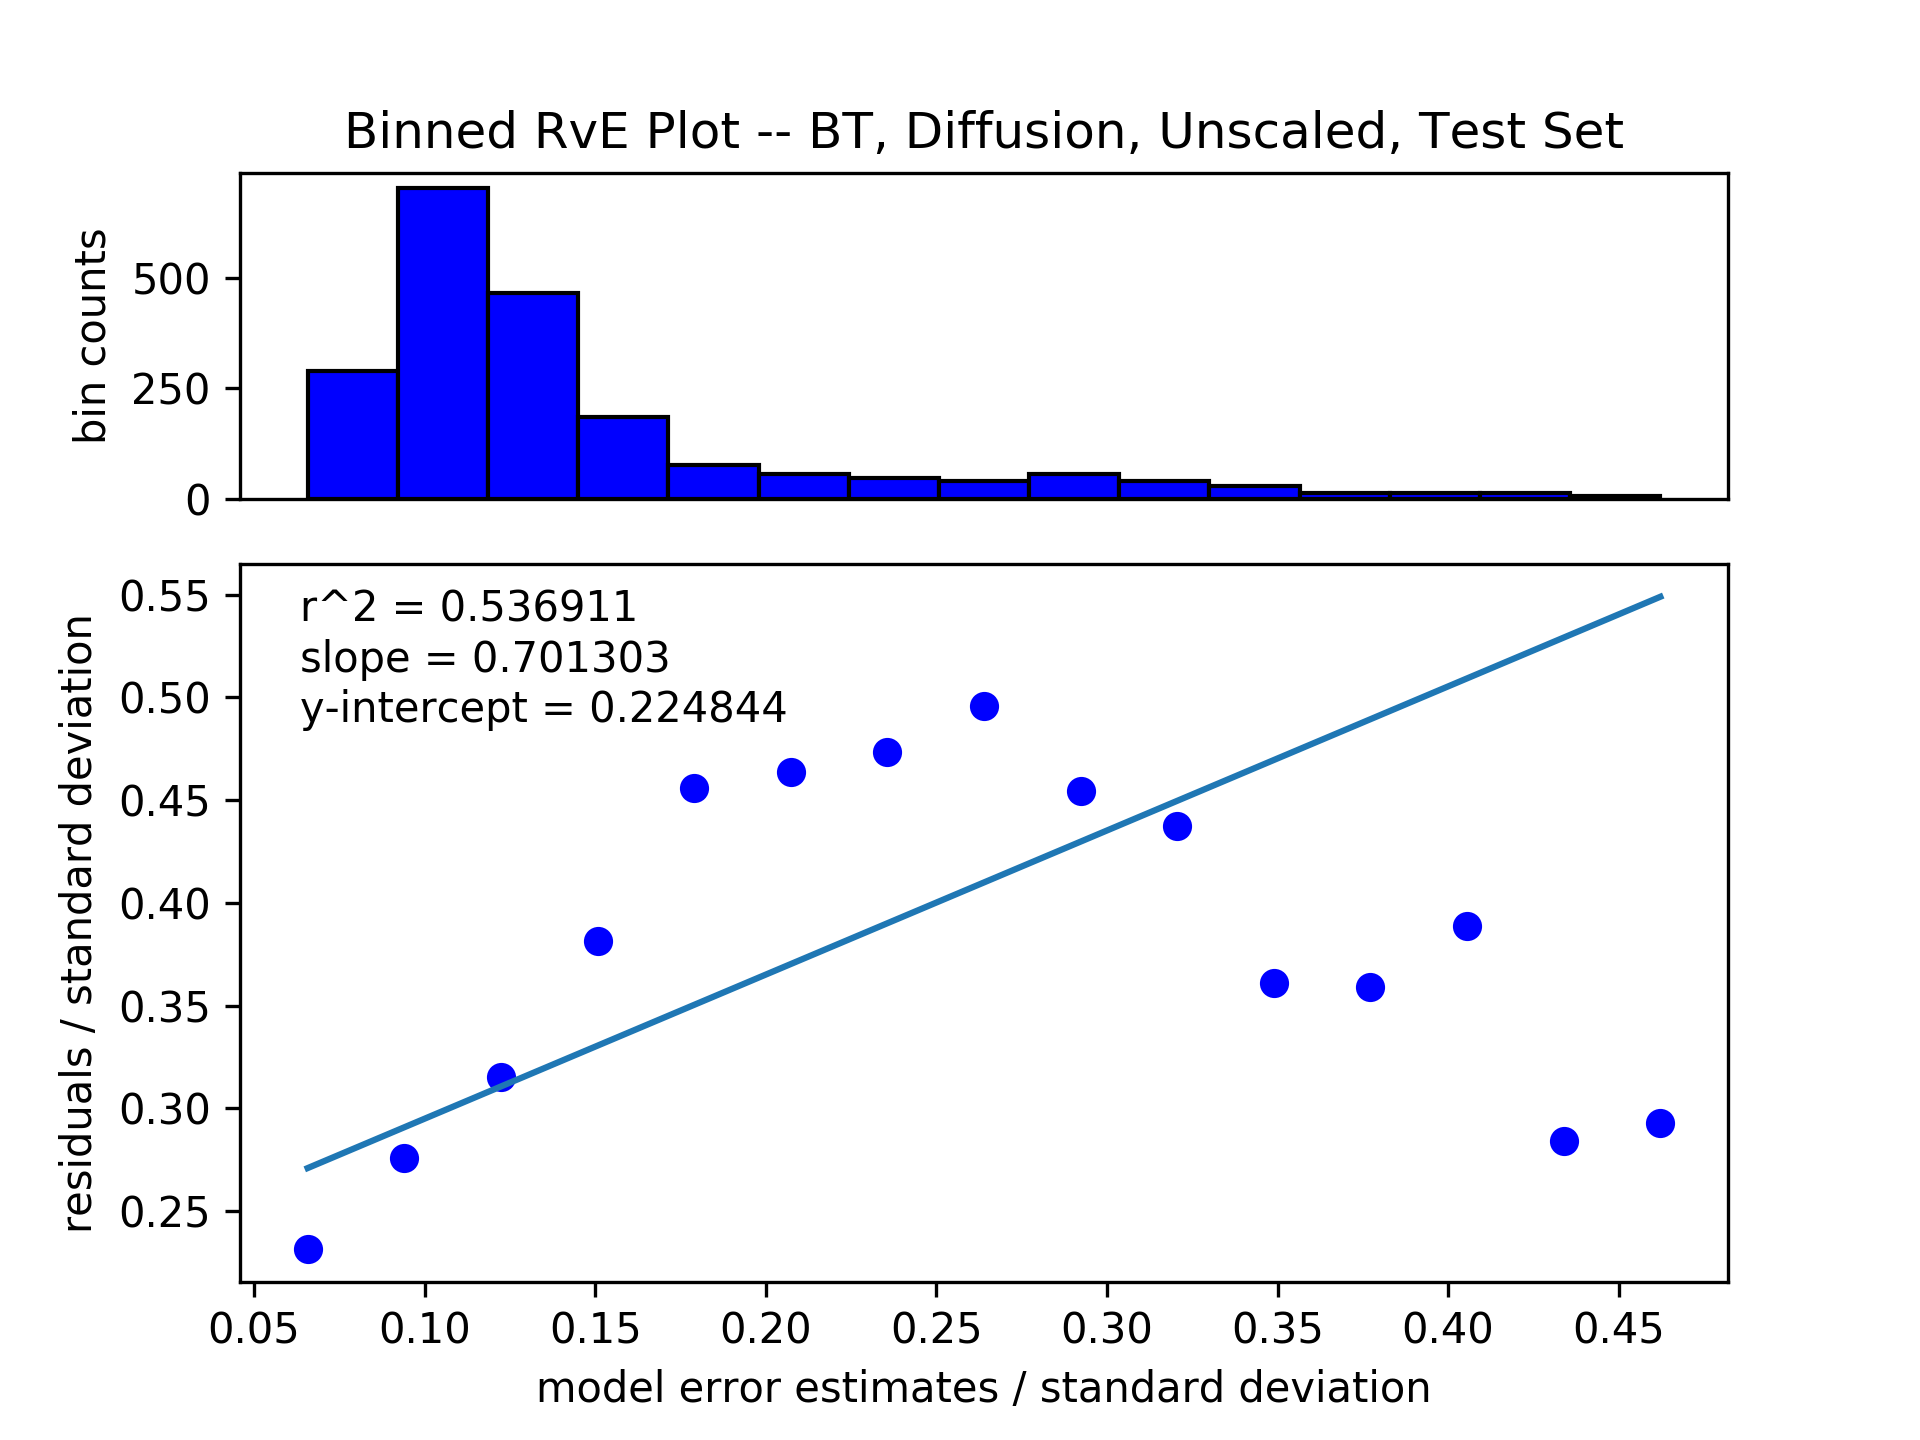 Binned RvE Plot -- BT, Diffusion, Unscaled, Test Set
bin counts
500
250
0
residuals / standard deviation
0.55
0.50
0.45
0.40
0.35
0.30
0.25
r^2 = 0.536911
slope = 0.701303
y-intercept = 0.224844
0.05 0.10 0.15 0.20 0.25 0.30 0.35 0.40 0.45
model error estimates / standard deviation